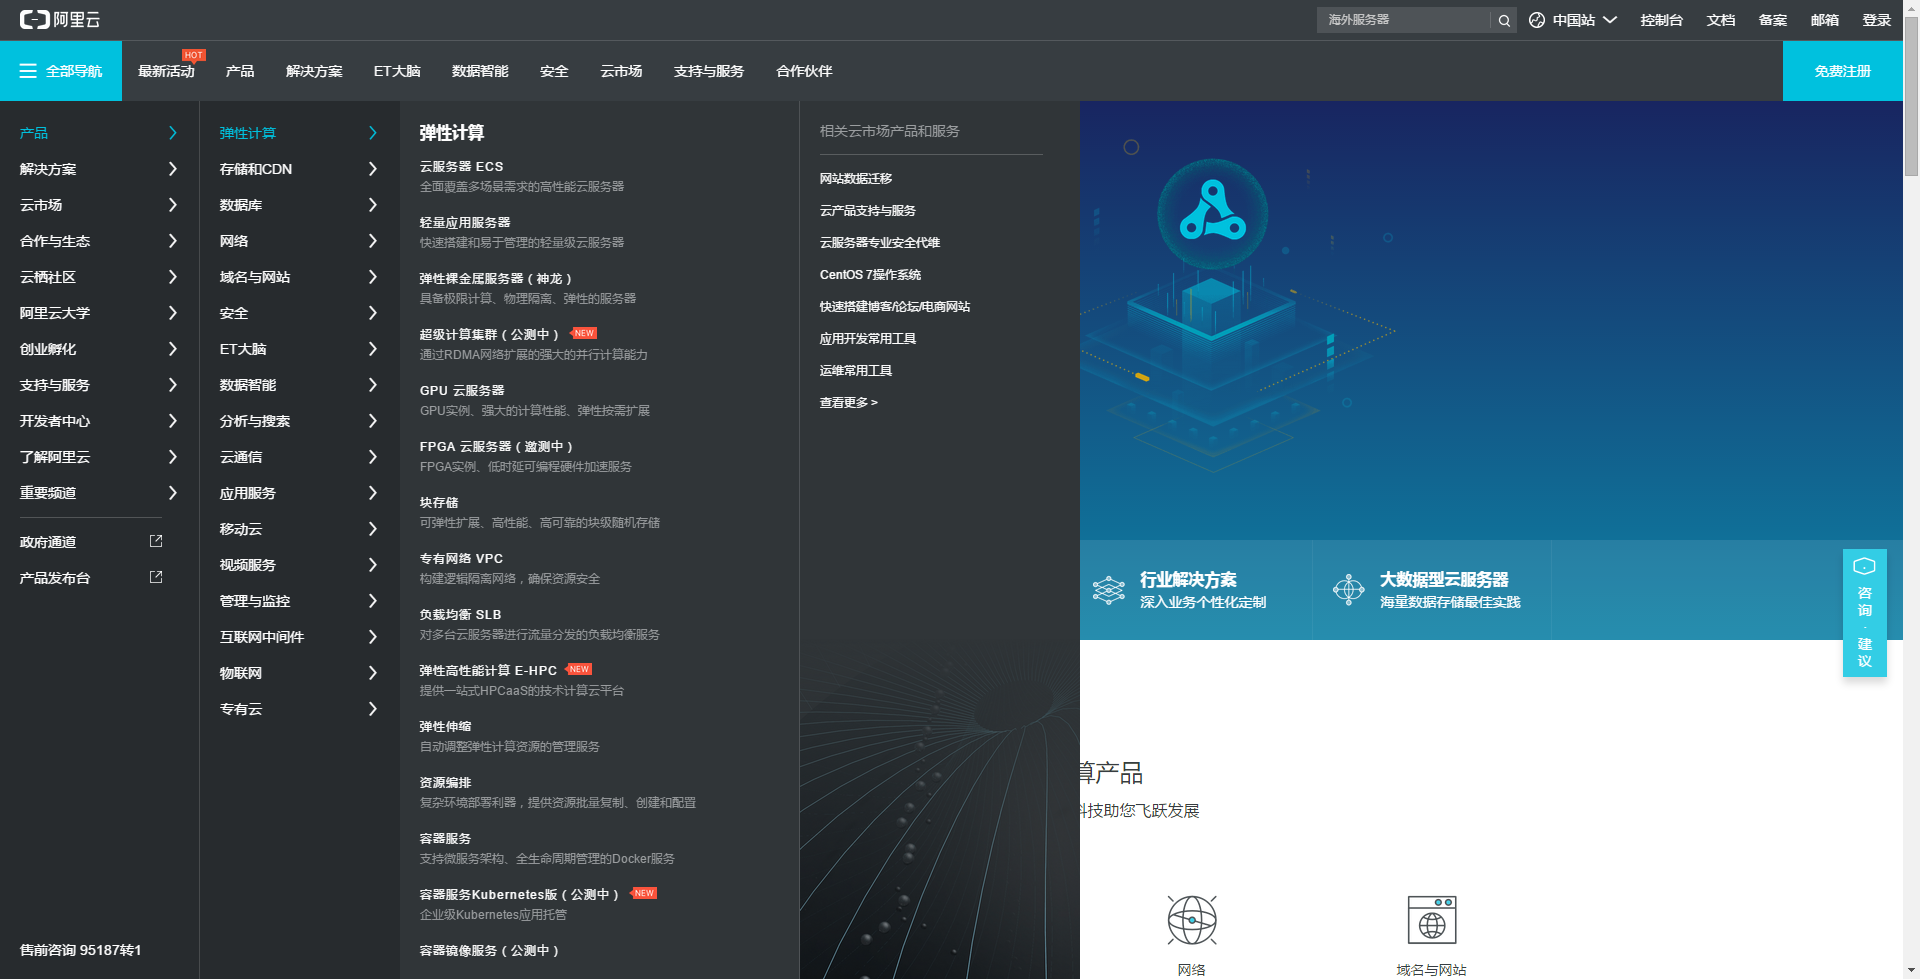 阿里云
海外服务器
中国站
控制台
文档
备案
邮箱
登录
全部导航
最新活动
HOT
产品
解决方案
ET大脑
数据智能
安全
云市场
支持与服务
合作伙伴
免费注册
产品
解决方案
云市场
合作与生态
云栖社区
阿里云大学
创业孵化
支持与服务
开发者中心
了解阿里云
重要频道
政府通道
产品发布台
售前咨询 95187转1
弹性计算
存储和CDN
数据库
网络
域名与网站
安全
ET大脑
数据智能
分析与搜索
云通信
应用服务
移动云
视频服务
管理与监控
互联网中间件
物联网
专有云
弹性计算
云服务器 ECS
全面覆盖多场景需求的高性能云服务器
轻量应用服务器
快速搭建和易于管理的轻量级云服务器
弹性裸金属服务器（神龙）
具备极限计算、物理隔离、弹性的服务器
超级计算集群（公测中） NEW
通过RDMA网络扩展的强大的并行计算能力
GPU 云服务器
GPU实例、强大的计算性能、弹性按需扩展
FPGA 云服务器（邀测中）
FPGA实例、低时延可编程硬件加速服务
块存储
可弹性扩展、高性能、高可靠的块级随机存储
专有网络 VPC
构建逻辑隔离网络，确保资源安全
负载均衡 SLB
对多台云服务器进行流量分发的负载均衡服务
弹性高性能计算 E-HPC NEW
提供一站式HPCaaS的技术计算云平台
弹性伸缩
自动调整弹性计算资源的管理服务
资源编排
复杂环境部署利器，提供资源批量复制、创建和配置
容器服务
支持微服务架构、全生命周期管理的Docker服务
容器服务Kubernetes版（公测中） NEW
企业级Kubernetes应用托管
容器镜像服务（公测中）
相关云市场产品和服务
网站数据迁移
云产品支持与服务
云服务器专业安全代维
CentOS 7操作系统
快速搭建博客/论坛/电商网站
应用开发常用工具
运维常用工具
查看更多 >
行业解决方案
深入业务个性化定制
大数据型云服务器
海量数据存储最佳实践
咨询·建议
算产品
科技助您飞跃发展
网络
域名与网站